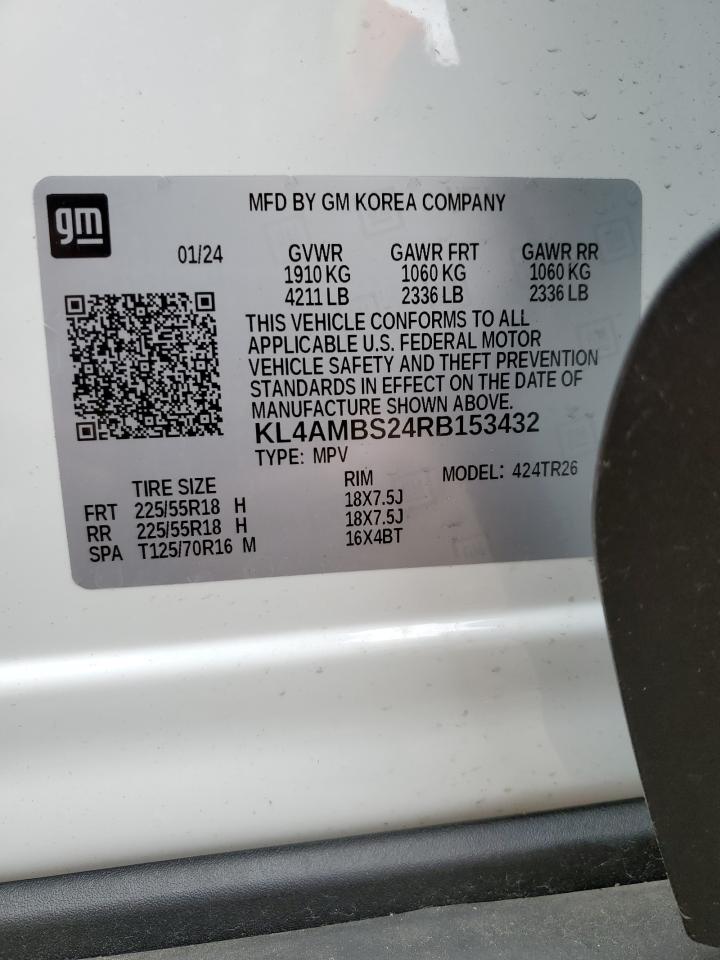 gm
MFD BY GM KOREA COMPANY
01/24 GVWR GAWR FRT GAWR RR
1910 KG 1060 KG 1060 KG
4211 LB 2336 LB 2336 LB
THIS VEHICLE CONFORMS TO ALL
APPLICABLE U.S. FEDERAL MOTOR
VEHICLE SAFETY AND THEFT PREVENTION
STANDARDS IN EFFECT ON THE DATE OF
MANUFACTURE SHOWN ABOVE.
KL4AMBS24RB153432
TYPE: MPV MODEL: 424TR26
TIRE SIZE RIM
FRT 225/55R18 H 18X7.5J
RR 225/55R18 H 18X7.5J
SPA T125/70R16 M 16X4BT